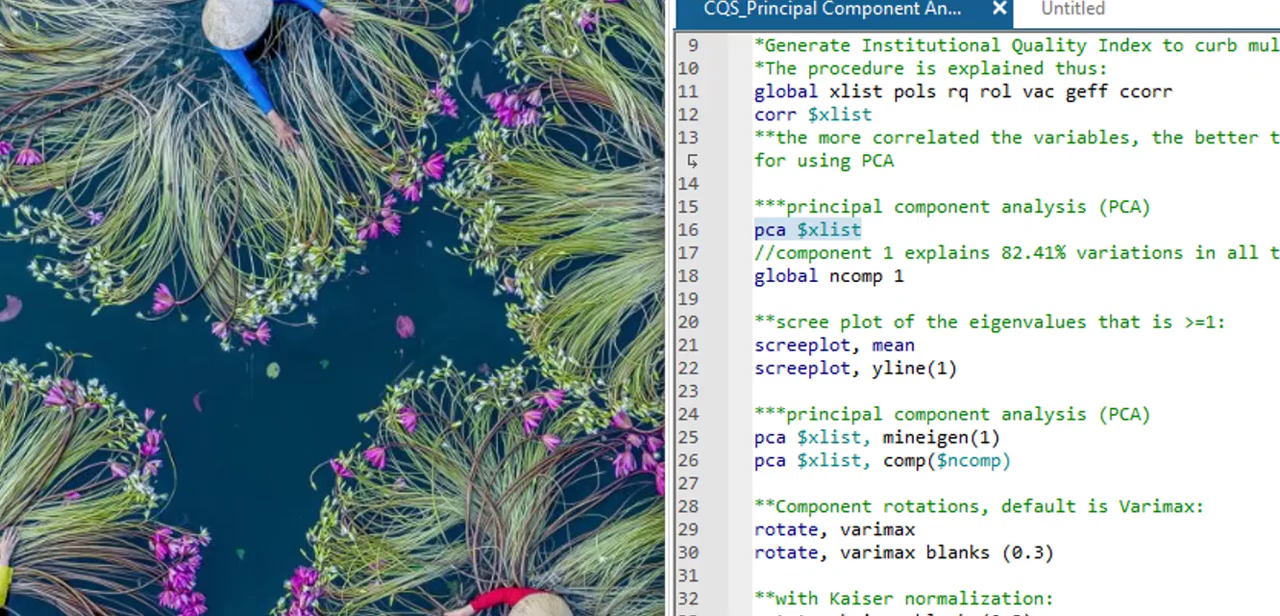 CQS_Principal Component An... × Untitled
9 *Generate Institutional Quality Index to curb mul
10 *The procedure is explained thus:
11 global xlist pols rq rol vac geff ccorr
12 corr $xlist
13 **the more correlated the variables, the better t
for using PCA
14
15 ***principal component analysis (PCA)
16 pca $xlist
17 //component 1 explains 82.41% variations in all t
18 global ncomp 1
19
20 **scree plot of the eigenvalues that is >=1:
21 screeplot, mean
22 screeplot, yline(1)
23
24 ***principal component analysis (PCA)
25 pca $xlist, mineigen(1)
26 pca $xlist, comp($ncomp)
27
28 **Component rotations, default is Varimax:
29 rotate, varimax
30 rotate, varimax blanks (0.3)
31
32 **with Kaiser normalization: